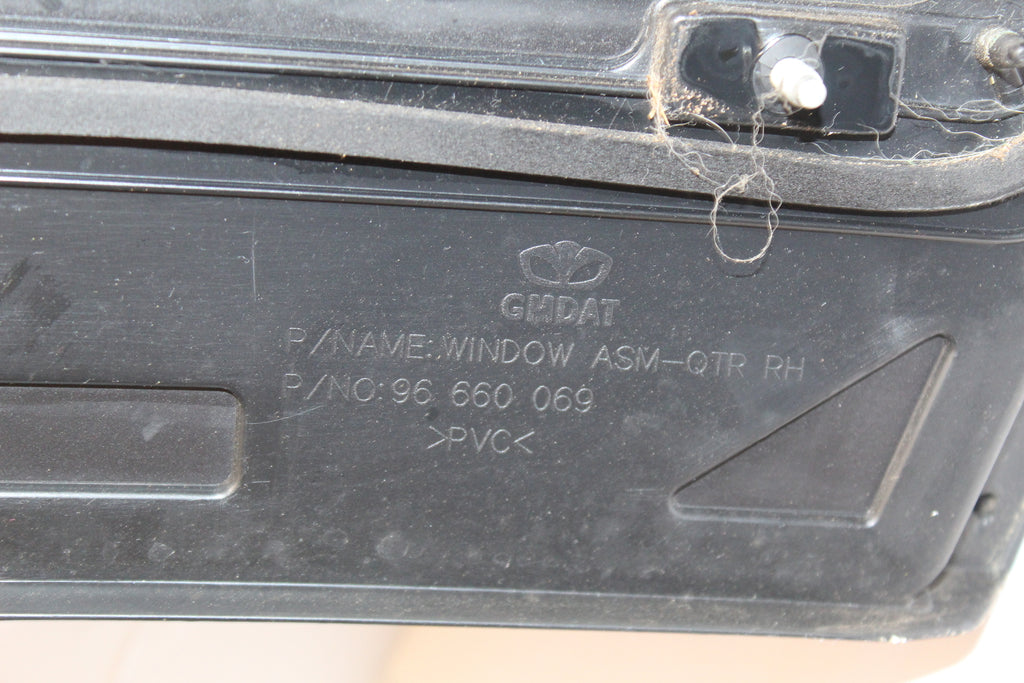 GMDAT
P/NAME:WINDOW ASM-QTR RH
P/NO:96 660 069
>PVC<